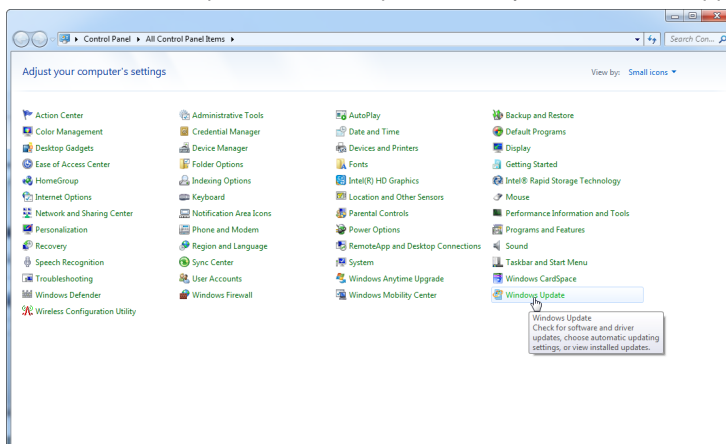 Control Panel ▸ All Control Panel Items ▸ Search Con...
Adjust your computer's settings View by: Small icons
Action Center Administrative Tools AutoPlay Backup and Restore
Color Management Credential Manager Date and Time Default Programs
Desktop Gadgets Device Manager Devices and Printers Display
Ease of Access Center Folder Options Fonts Getting Started
HomeGroup Indexing Options Intel(R) HD Graphics Intel® Rapid Storage Technology
Internet Options Keyboard Location and Other Sensors Mouse
Network and Sharing Center Notification Area Icons Parental Controls Performance Information and Tools
Personalization Phone and Modem Power Options Programs and Features
Recovery Region and Language RemoteApp and Desktop Connections Sound
Speech Recognition Sync Center System Taskbar and Start Menu
Troubleshooting User Accounts Windows Anytime Upgrade Windows CardSpace
Windows Defender Windows Firewall Windows Mobility Center Windows Update
Wireless Configuration Utility
Windows Update
Check for software and driver
updates, choose automatic updating
settings, or view installed updates.